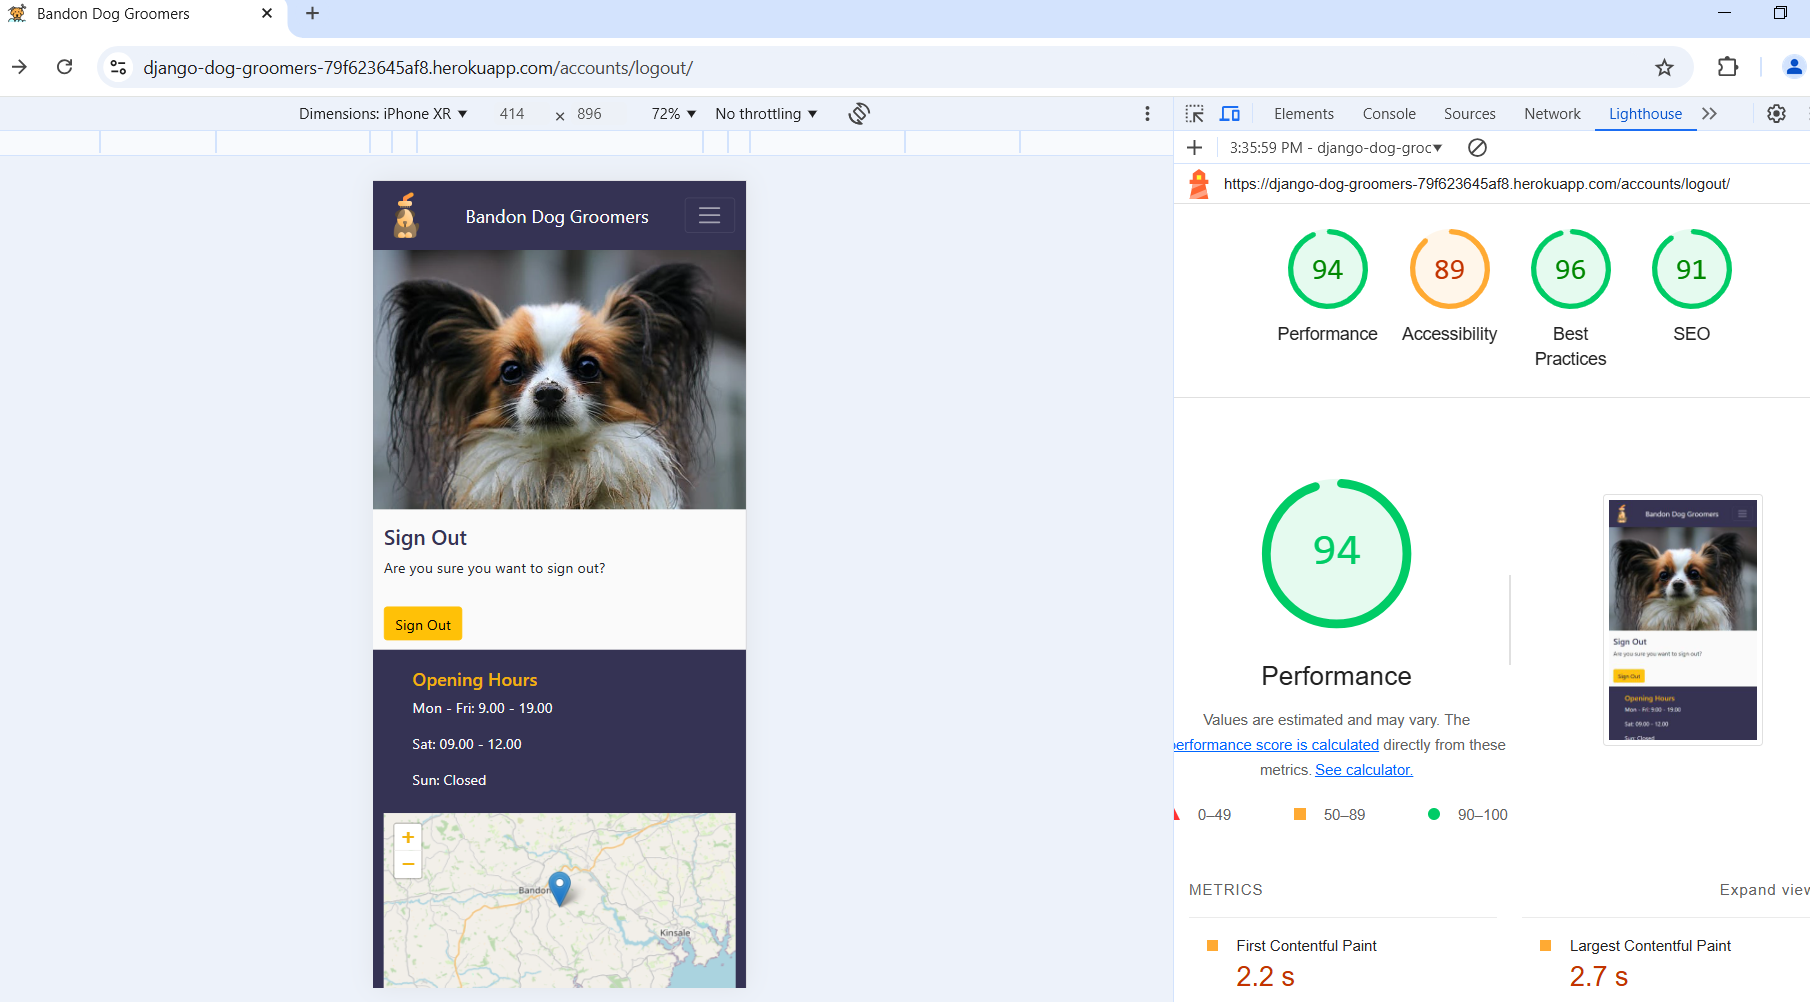 Bandon Dog Groomers
django-dog-groomers-79f623645af8.herokuapp.com/accounts/logout/
Dimensions: iPhone XR ▼ 414 × 896 72% ▼ No throttling ▼
Elements Console Sources Network Lighthouse
3:35:59 PM - django-dog-groc▼
https://django-dog-groomers-79f623645af8.herokuapp.com/accounts/logout/
Bandon Dog Groomers
Sign Out
Are you sure you want to sign out?
Sign Out
Opening Hours
Mon - Fri: 9.00 - 19.00
Sat: 09.00 - 12.00
Sun: Closed
+
−
Bandon
Kinsale
94 89 96 91
Performance Accessibility Best Practices SEO
94
Performance
Values are estimated and may vary. The
performance score is calculated directly from these
metrics. See calculator.
0–49 50–89 90–100
Bandon Dog Groomers
Sign Out
Are you sure you want to sign out?
Sign Out
Opening Hours
Mon - Fri: 9.00 - 19.00
Sat: 09.00 - 12.00
Sun: Closed
METRICS Expand view
First Contentful Paint
2.2 s
Largest Contentful Paint
2.7 s